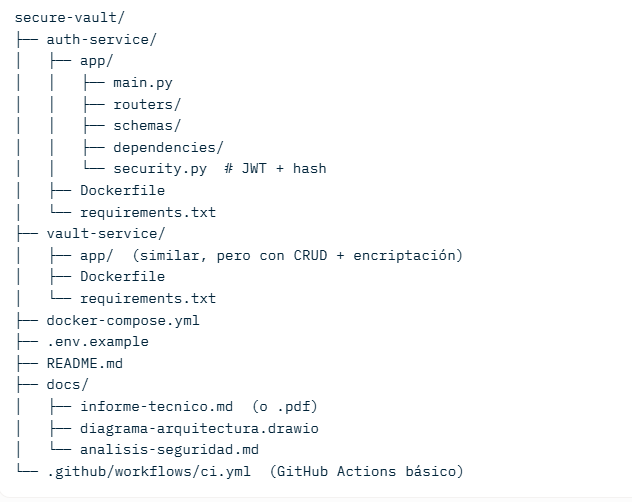 secure-vault/
├── auth-service/
│   ├── app/
│   │   ├── main.py
│   │   ├── routers/
│   │   ├── schemas/
│   │   ├── dependencies/
│   │   └── security.py  # JWT + hash
│   ├── Dockerfile
│   └── requirements.txt
├── vault-service/
│   ├── app/  (similar, pero con CRUD + encriptación)
│   ├── Dockerfile
│   └── requirements.txt
├── docker-compose.yml
├── .env.example
├── README.md
├── docs/
│   ├── informe-tecnico.md  (o .pdf)
│   ├── diagrama-arquitectura.drawio
│   └── analisis-seguridad.md
└── .github/workflows/ci.yml  (GitHub Actions básico)